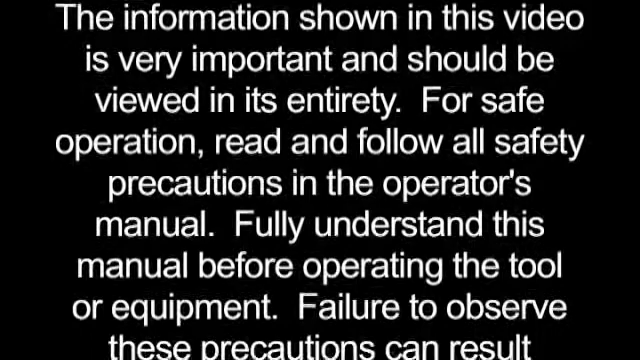 The information shown in this video
is very important and should be
viewed in its entirety.  For safe
operation, read and follow all safety
precautions in the operator's
manual.  Fully understand this
manual before operating the tool
or equipment.  Failure to observe
these precautions can result